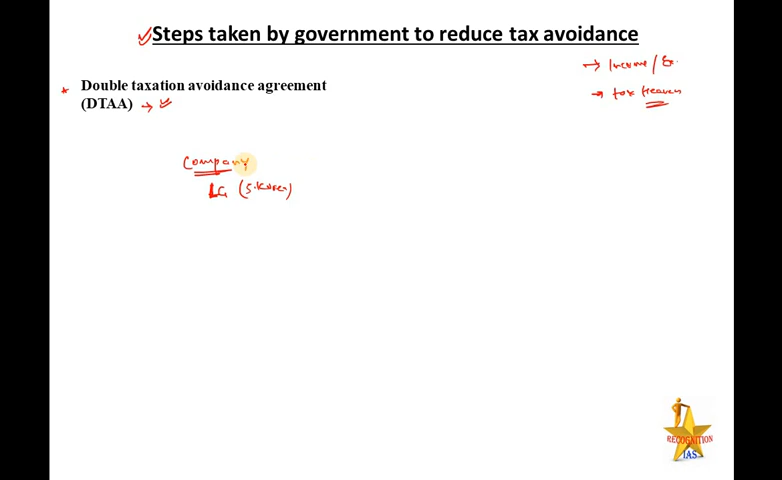 Steps taken by government to reduce tax avoidance
→ Income / Ex.
→ tax heaven
* Double taxation avoidance agreement
(DTAA) →
Company
LG (S.Korea)
RECOGNITION
IAS